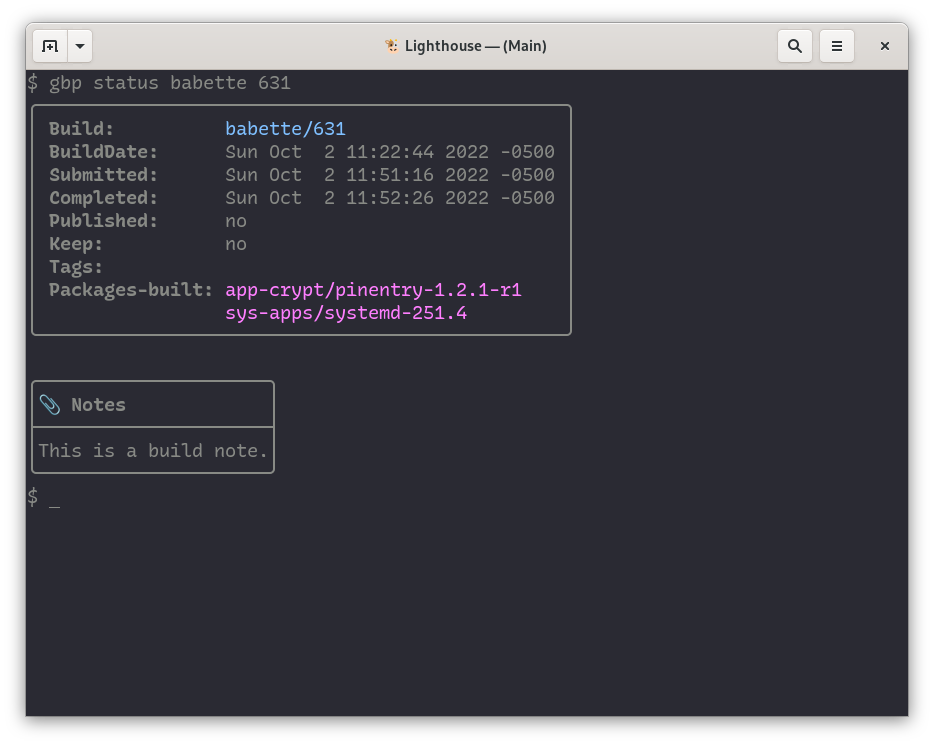 Lighthouse — (Main)
$ gbp status babette 631
Build: babette/631
BuildDate: Sun Oct  2 11:22:44 2022 -0500
Submitted: Sun Oct  2 11:51:16 2022 -0500
Completed: Sun Oct  2 11:52:26 2022 -0500
Published: no
Keep: no
Tags:
Packages-built: app-crypt/pinentry-1.2.1-r1
sys-apps/systemd-251.4
📎 Notes
This is a build note.
$ _